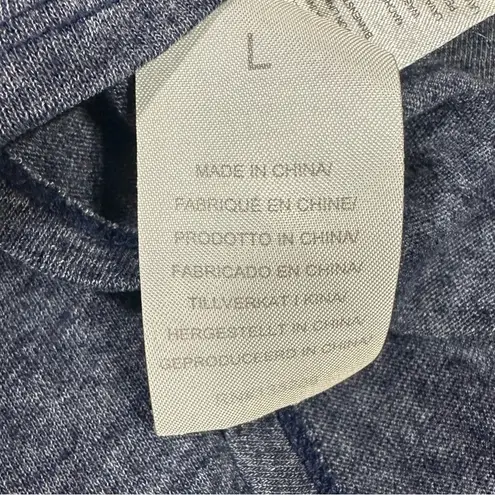 L
MADE IN CHINA/
FABRIQUÉ EN CHINE/
PRODOTTO IN CHINA/
FABRICADO EN CHINA/
TILLVERKAT I KINA/
HERGESTELLT IN CHINA/
GEPRODUCEERD IN CHINA/